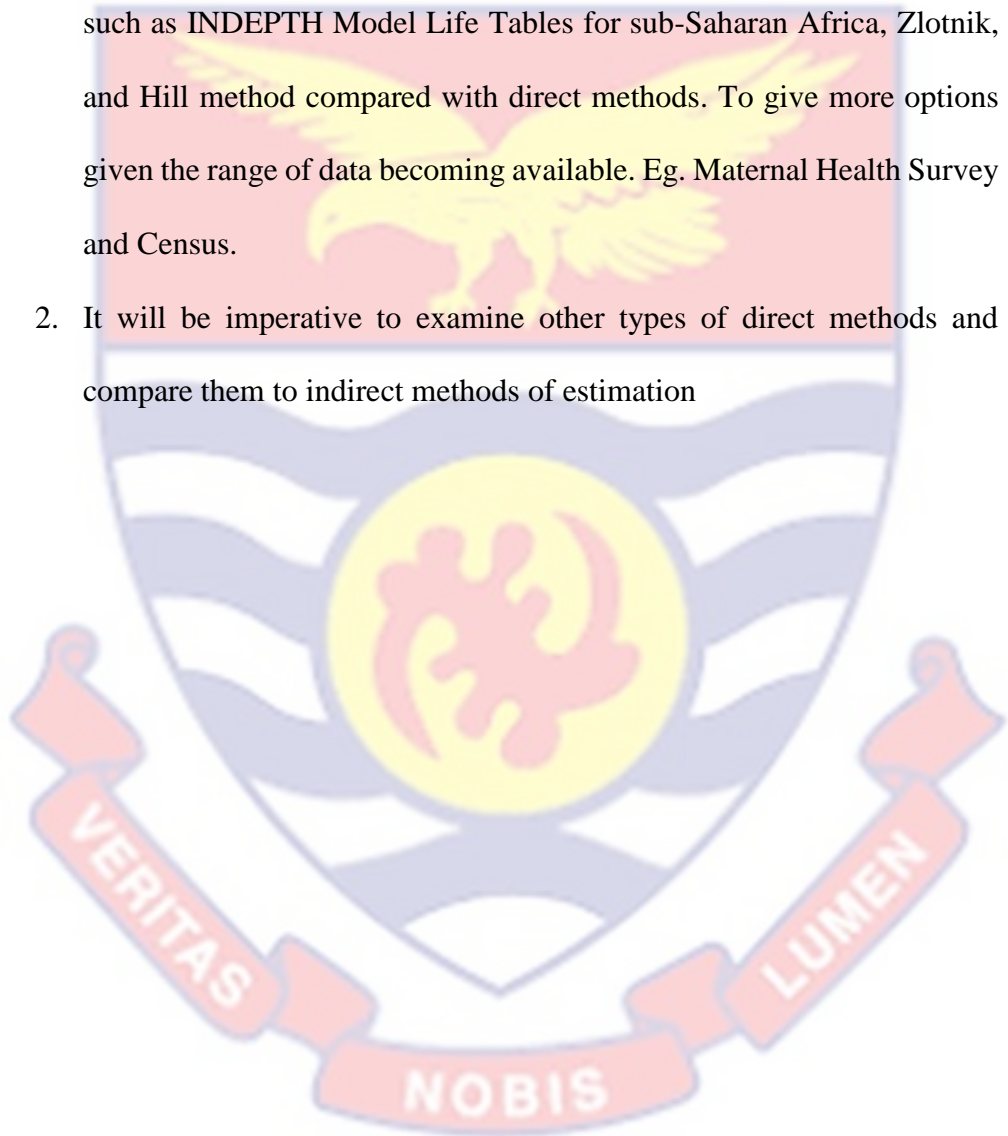 such as INDEPTH Model Life Tables for sub-Saharan Africa, Zlotnik,
and Hill method compared with direct methods. To give more options
given the range of data becoming available. Eg. Maternal Health Survey
and Census.
2. It will be imperative to examine other types of direct methods and
compare them to indirect methods of estimation
VERITAS
NOBIS
LUMEN